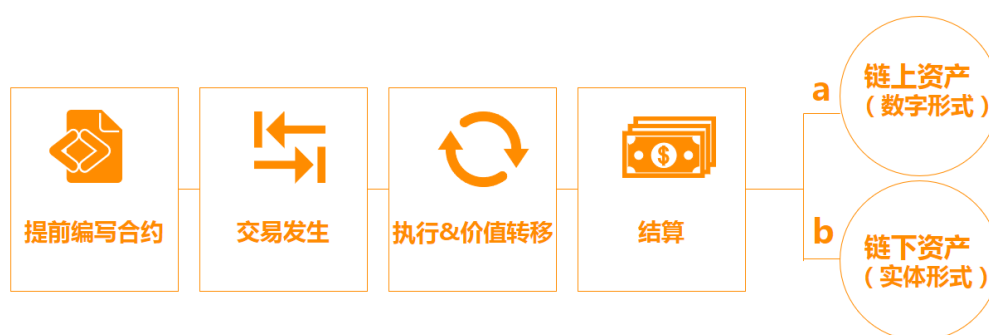 提前编写合约
交易发生
执行&价值转移
$
结算
a
链上资产
（数字形式）
b
链下资产
（实体形式）